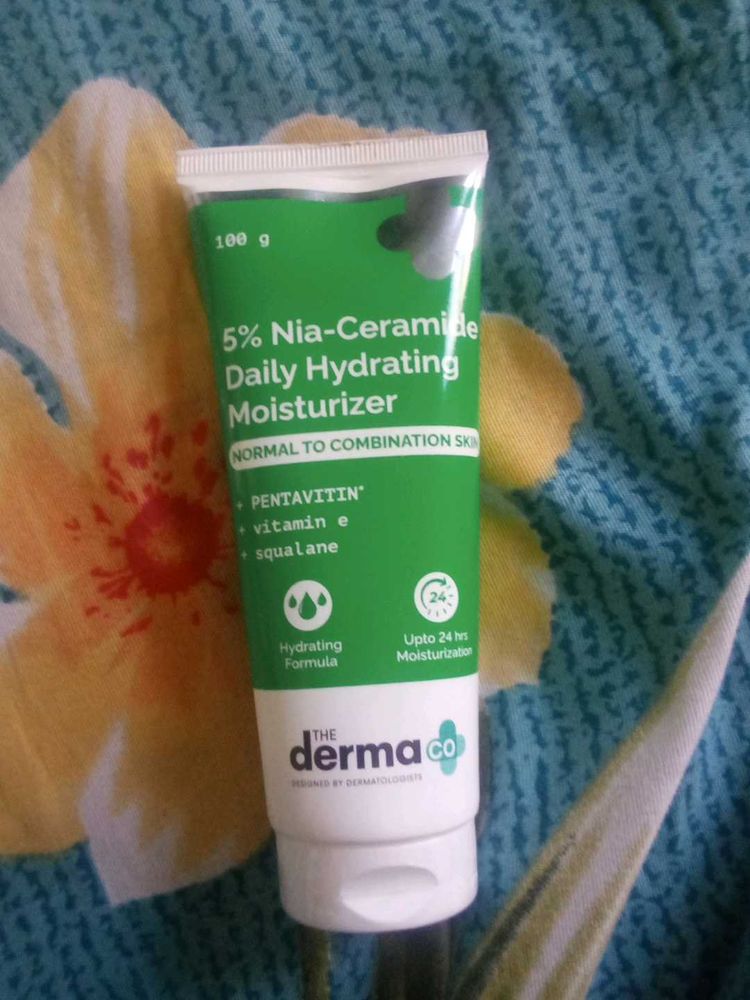 100 g
5% Nia-Ceramide
Daily Hydrating
Moisturizer
NORMAL TO COMBINATION SKIN
+ PENTAVITIN*
+ vitamin e
+ squalane
24
Hydrating
Formula
Upto 24 hrs
Moisturization
THE
derma co
DESIGNED BY DERMATOLOGISTS